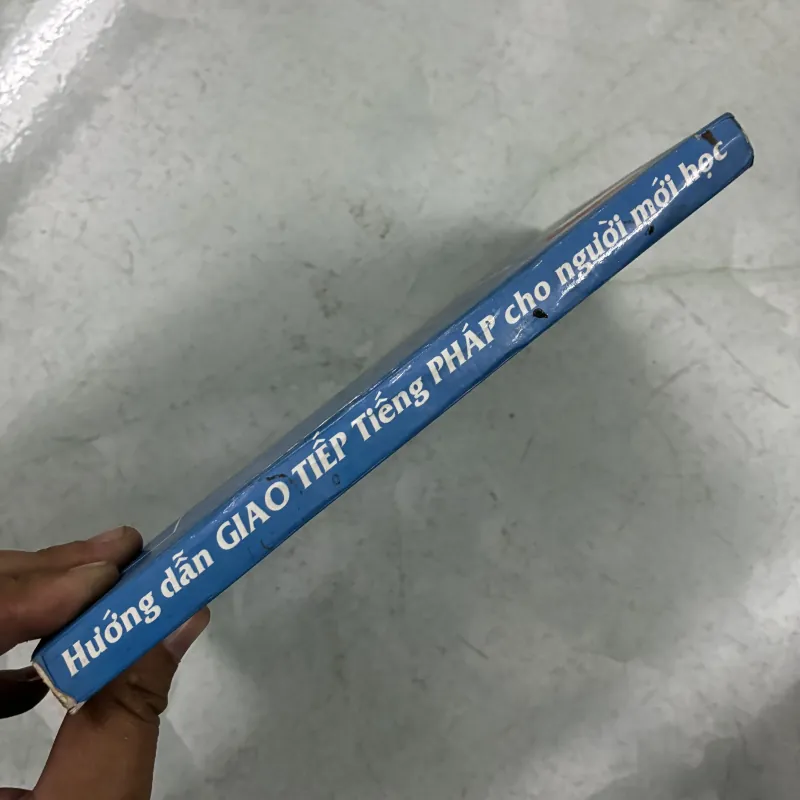 Hướng dẫn GIAO TIẾP Tiếng PHÁP cho người mới học